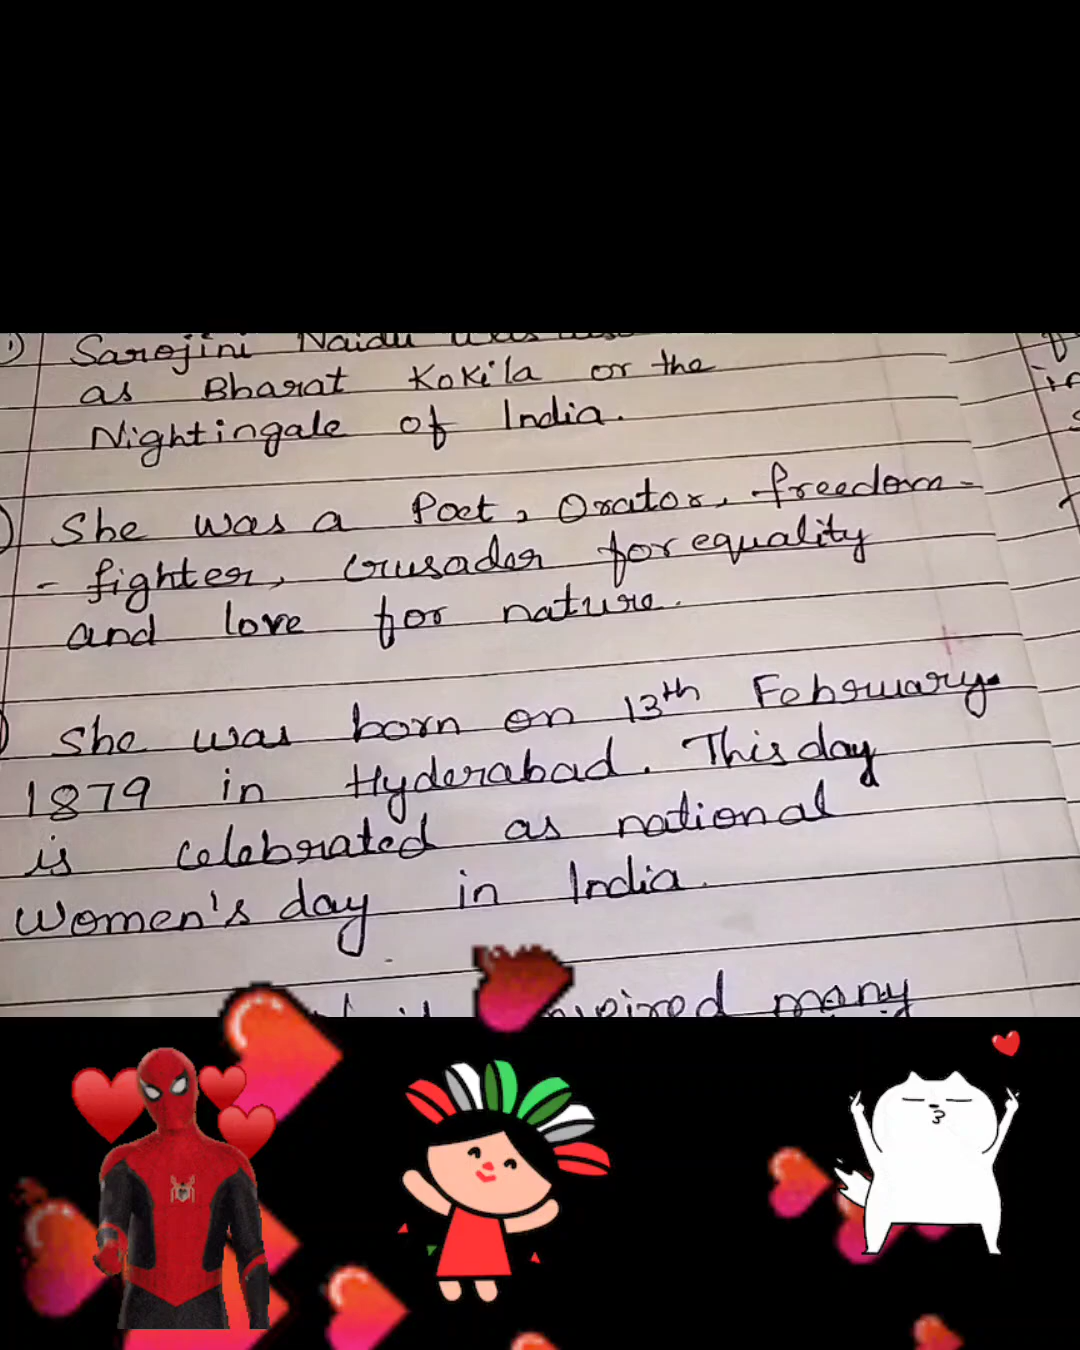 i) Sarojini Naidu was
as Bharat Kokila or the
Nightingale of India.
She was a Poet, Orator, freedom-
- fighter, crusader for equality
and love for nature.
She was born on 13th February
1879 in Hyderabad. This day
is celebrated as national
women's day in India.
many